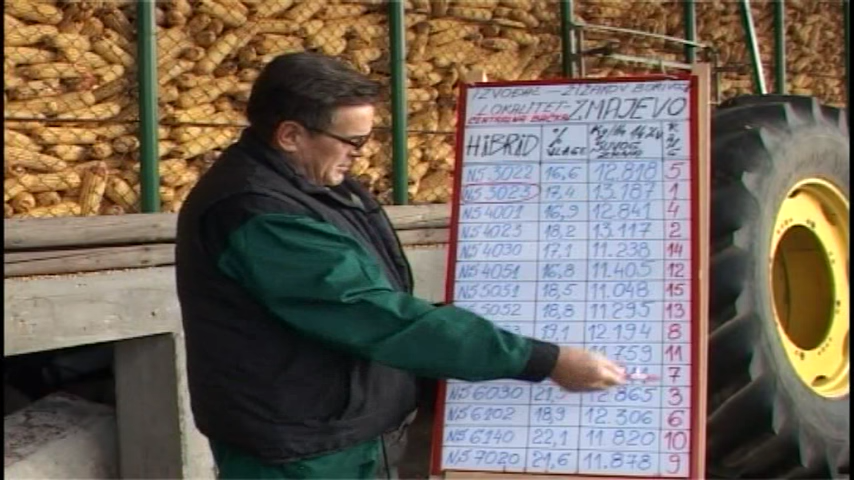 IZVOĐAČ - ŽIŽAKOV BORIVOJ
LOKALITET - ZMAJEVO
CENTRALNA BAČKA
HIBRID % VLAGE Kg/ha 14% SUVOG ZRNA
NS 3022 16,6 12.818 5
NS 3023 17,4 13.187 1
NS 4001 16,9 12.841 4
NS 4023 18,2 13.117 2
NS 4030 17,1 11.238 14
NS 4051 16,8 11.405 12
NS 5051 18,5 11.048 15
5052 18,8 11.295 13
19,1 12.194 8
11.759 11
7
NS 6030 12.865 3
NS 6102 18,9 12.306 6
NS 6140 22,1 11.820 10
NS 7020 21,6 11.878 9